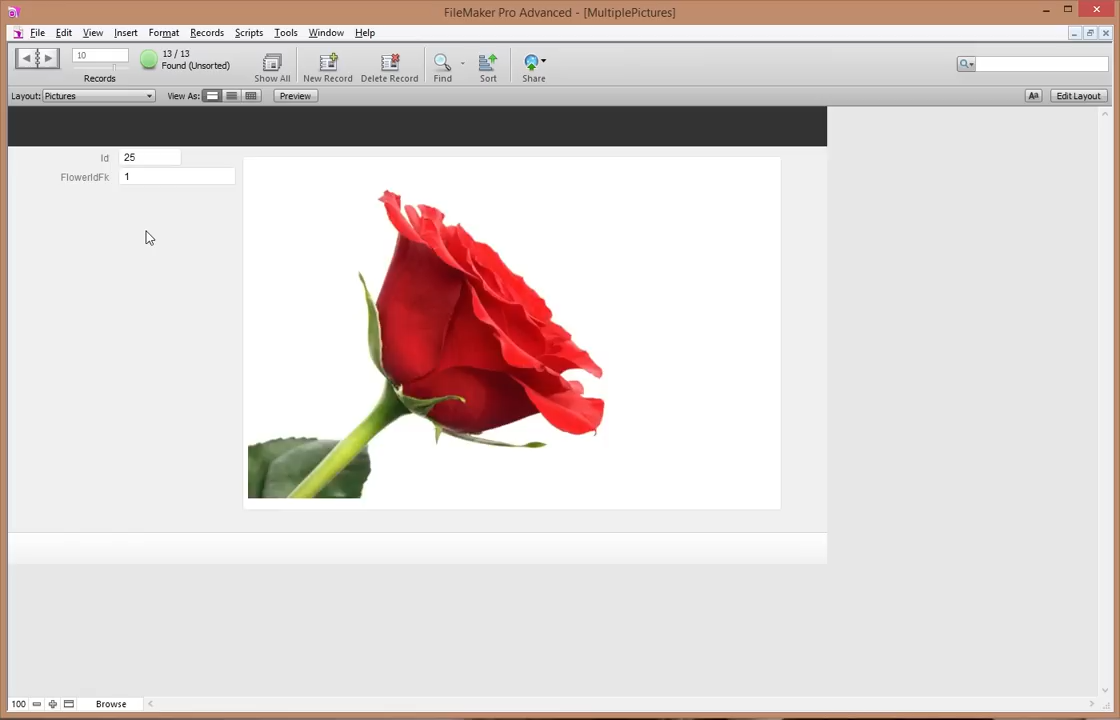 FileMaker Pro Advanced - [MultiplePictures]
File Edit View Insert Format Records Scripts Tools Window Help
10
13 / 13
Found (Unsorted)
Records
Show All
New Record
Delete Record
Find
Sort
Share
Layout: Pictures
View As:
Preview
Aa
Edit Layout
Id 25
FlowerIdFk 1
100
Browse